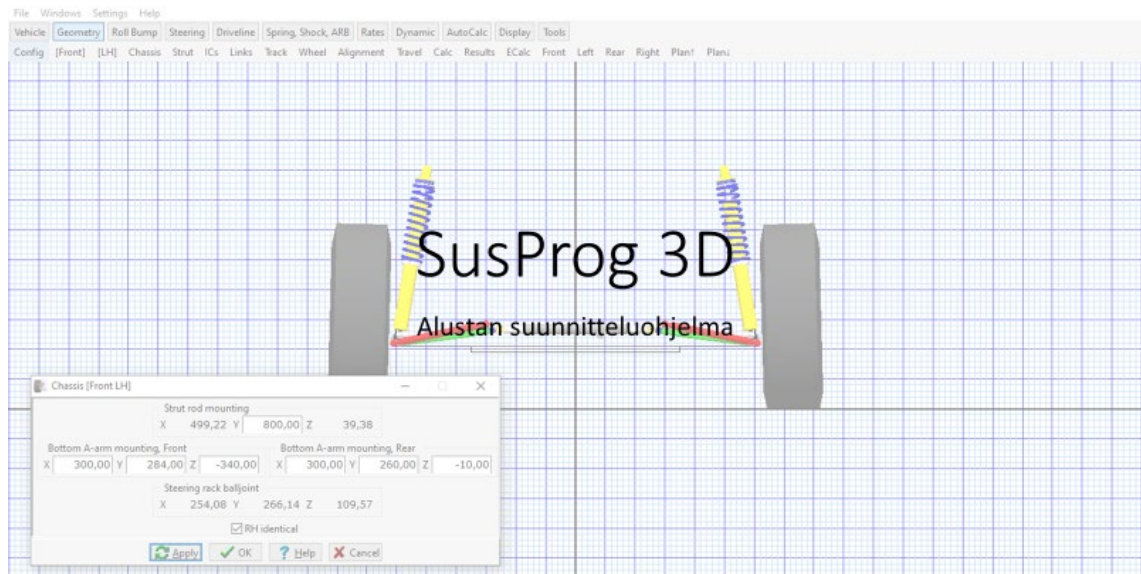 File Windows Settings Help
Vehicle Geometry Roll Bump Steering Driveline Spring, Shock, ARB Rates Dynamic AutoCalc Display Tools
Config [Front] [LH] Chassis Strut ICs Links Track Wheel Alignment Travel Calc Results ECalc Front Left Rear Right Plan↑ Plan↓
SusProg 3D
Alustan suunnitteluohjelma
Chassis [Front LH]
Strut rod mounting
X 499,22 Y 800,00 Z 39,38
Bottom A-arm mounting, Front Bottom A-arm mounting, Rear
X 300,00 Y 284,00 Z -340,00 X 300,00 Y 260,00 Z -10,00
Steering rack balljoint
X 254,08 Y 266,14 Z 109,57
RH identical
Apply OK Help Cancel